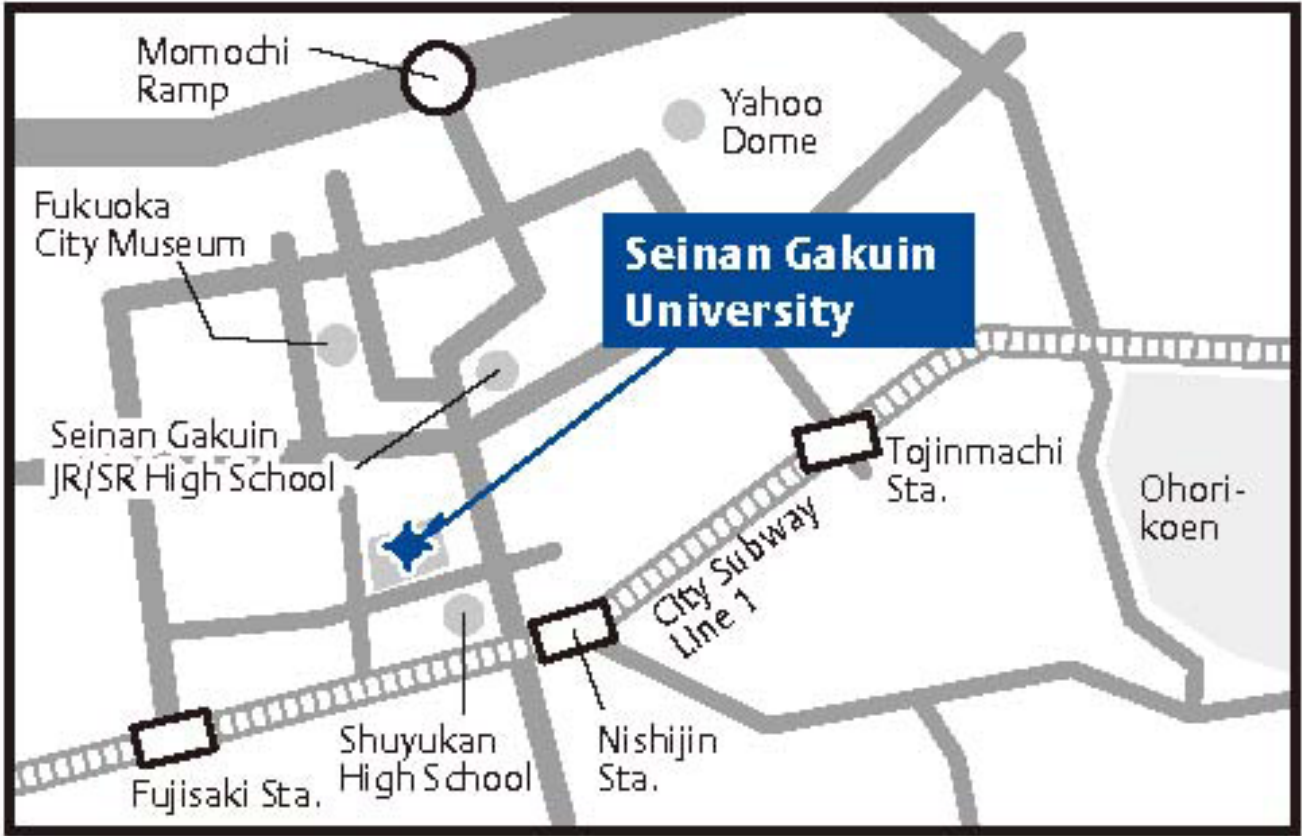 Momochi
Ramp
Yahoo
Dome
Fukuoka
City Museum
Seinan Gakuin
University
Seinan Gakuin
JR/SR High School
Tojinmachi
Sta.
Ohori-
koen
City Subway
Line 1
Shuyukan
High School
Nishijin
Sta.
Fujisaki Sta.